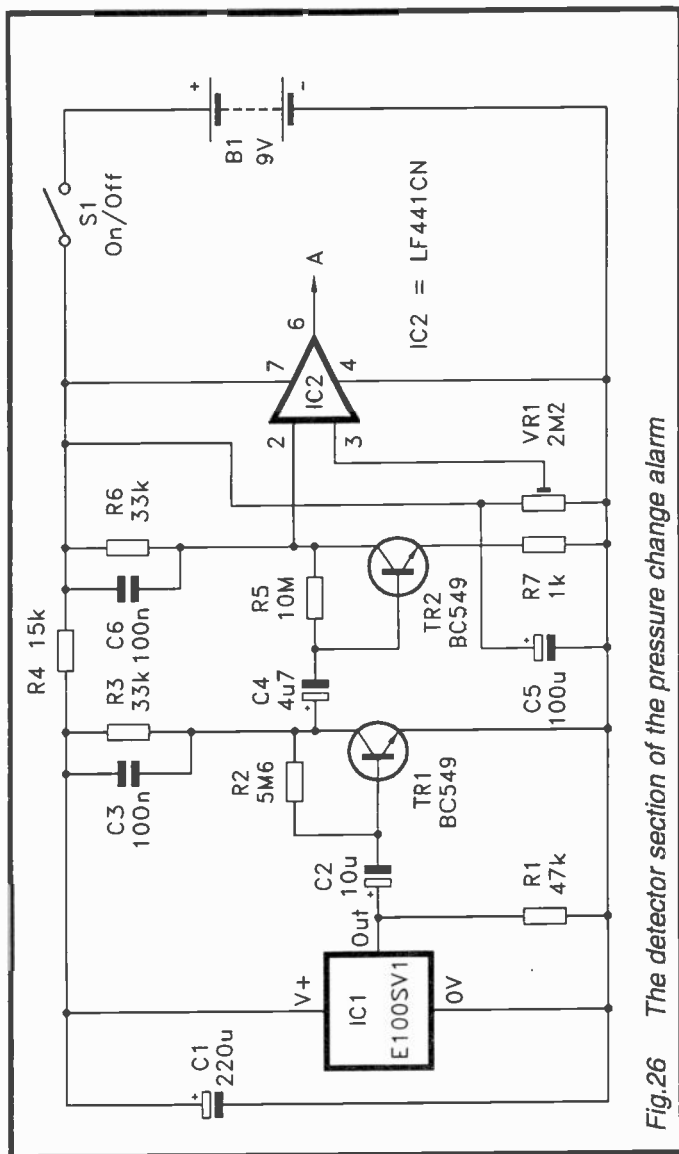 S1
On/Off
+
B1
9V
-
R4 15k
R6
33k
C6
100n
R3
33k
C3
100n
7
2
3
IC2
6
A
4
IC2 = LF441CN
R5
10M
TR2
BC549
VR1
2M2
R7
1k
+
C5
100u
C4
4u7
+
R2
5M6
TR1
BC549
C2
10u
+
Out
R1
47k
V+
IC1
E100SV1
0V
+
C1
220u
Fig.26 The detector section of the pressure change alarm